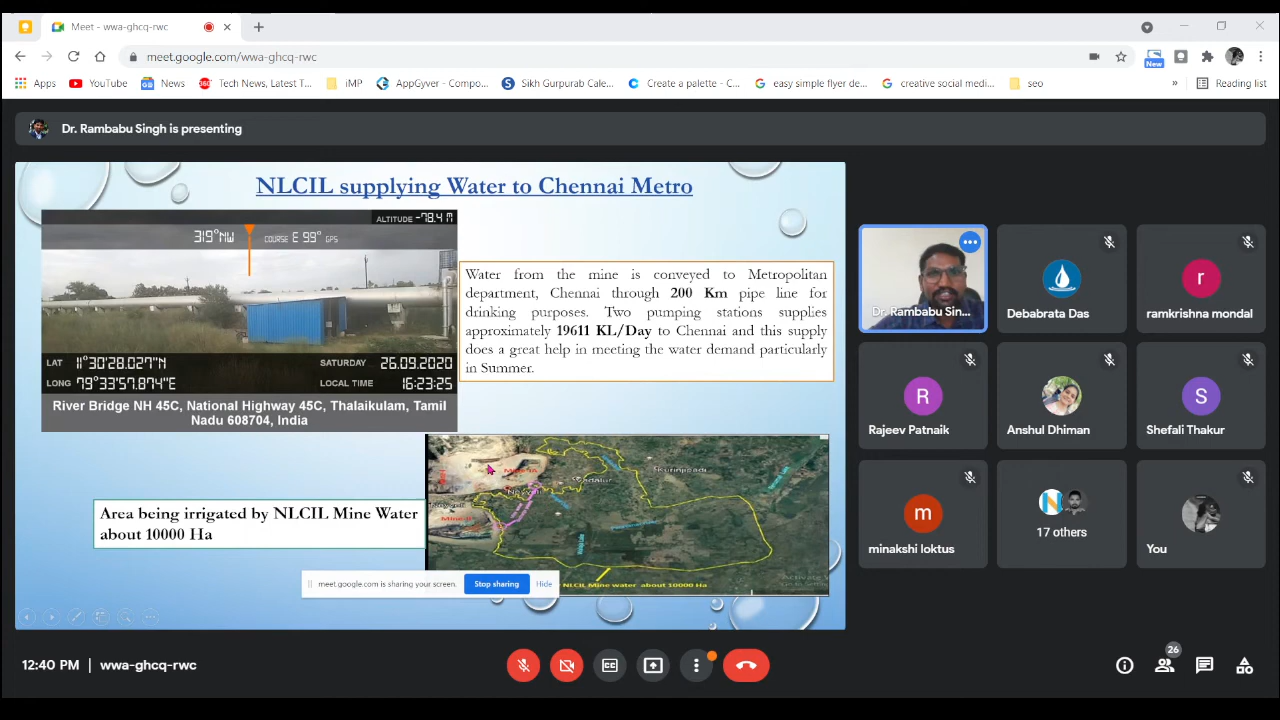 Meet - wwa-ghcq-rwc
meet.google.com/wwa-ghcq-rwc
New
Apps
YouTube
News
Tech News, Latest T...
iMP
AppGyver - Compo...
Sikh Gurpurab Cale...
Create a palette - C...
easy simple flyer de...
creative social medi...
seo
»
Reading list
Dr. Rambabu Singh is presenting
NLCIL supplying Water to Chennai Metro
ALTITUDE -78.4 M
319°NW
COURSE E 99° GPS
LAT 11°30'28.027"N
SATURDAY 26.09.2020
LONG 79°33'57.874"E
LOCAL TIME 16:23:25
River Bridge NH 45C, National Highway 45C, Thalaikulam, Tamil
Nadu 608704, India
Water from the mine is conveyed to Metropolitan
department, Chennai through 200 Km pipe line for
drinking purposes. Two pumping stations supplies
approximately 19611 KL/Day to Chennai and this supply
does a great help in meeting the water demand particularly
in Summer.
Area being irrigated by NLCIL Mine Water
about 10000 Ha
Kurinjipadi
Vadalur
NLCIL Mine water about 10000 Ha
meet.google.com is sharing your screen.
Stop sharing
Hide
Dr. Rambabu Sin...
Debabrata Das
r
ramkrishna mondal
R
Rajeev Patnaik
Anshul Dhiman
S
Shefali Thakur
m
minakshi loktus
N
17 others
You
12:40 PM | wwa-ghcq-rwc
26